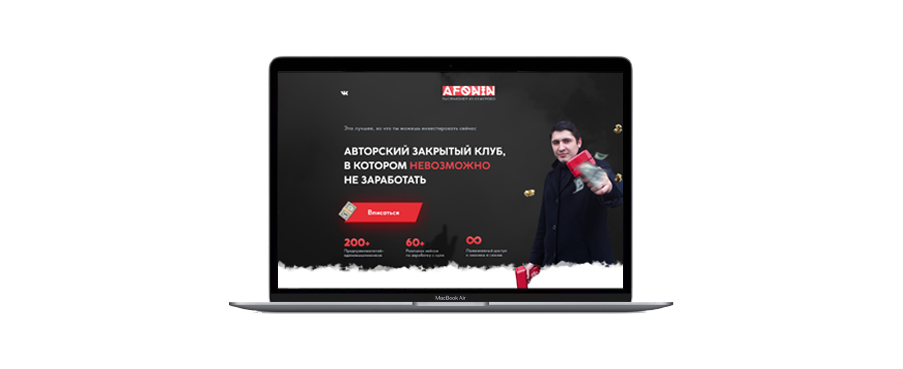 AFONIN
Это лучшее, во что ты можешь инвестировать сейчас
АВТОРСКИЙ ЗАКРЫТЫЙ КЛУБ,
В КОТОРОМ НЕВОЗМОЖНО
НЕ ЗАРАБОТАТЬ
Вписаться
200+ 60+ ∞
MacBook Air